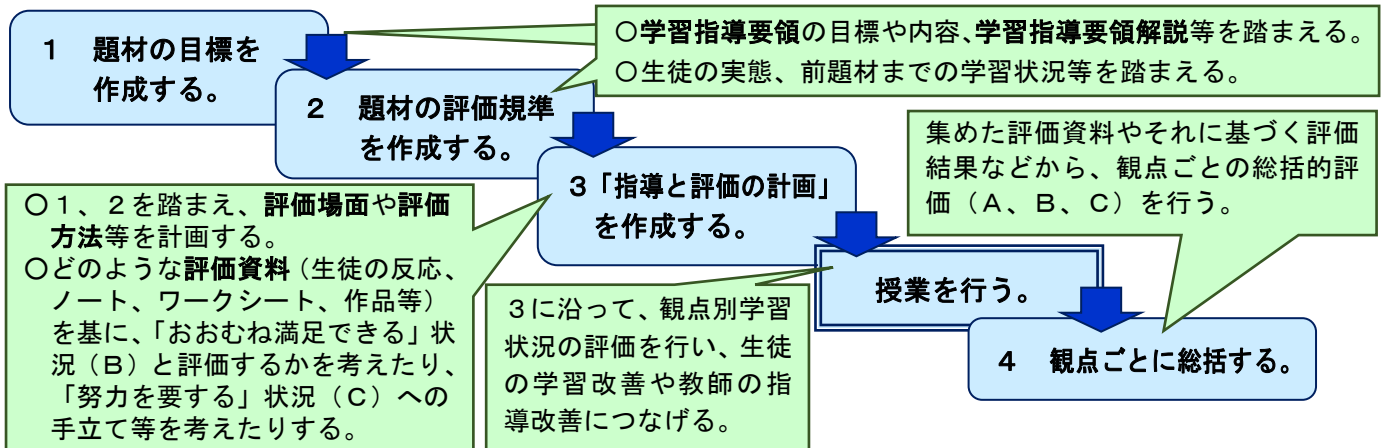 １　題材の目標を
作成する。
〇学習指導要領の目標や内容、学習指導要領解説等を踏まえる。
〇生徒の実態、前題材までの学習状況等を踏まえる。
２　題材の評価規準
を作成する。
３「指導と評価の計画」
を作成する。
〇１、２を踏まえ、評価場面や評価
方法等を計画する。
〇どのような評価資料（生徒の反応、
ノート、ワークシート、作品等）
を基に、「おおむね満足できる」状
況（Ｂ）と評価するかを考えたり、
「努力を要する」状況（Ｃ）への
手立て等を考えたりする。
授業を行う。
３に沿って、観点別学習
状況の評価を行い、生徒
の学習改善や教師の指
導改善につなげる。
集めた評価資料やそれに基づく評価
結果などから、観点ごとの総括的評
価（Ａ、Ｂ、Ｃ）を行う。
４　観点ごとに総括する。